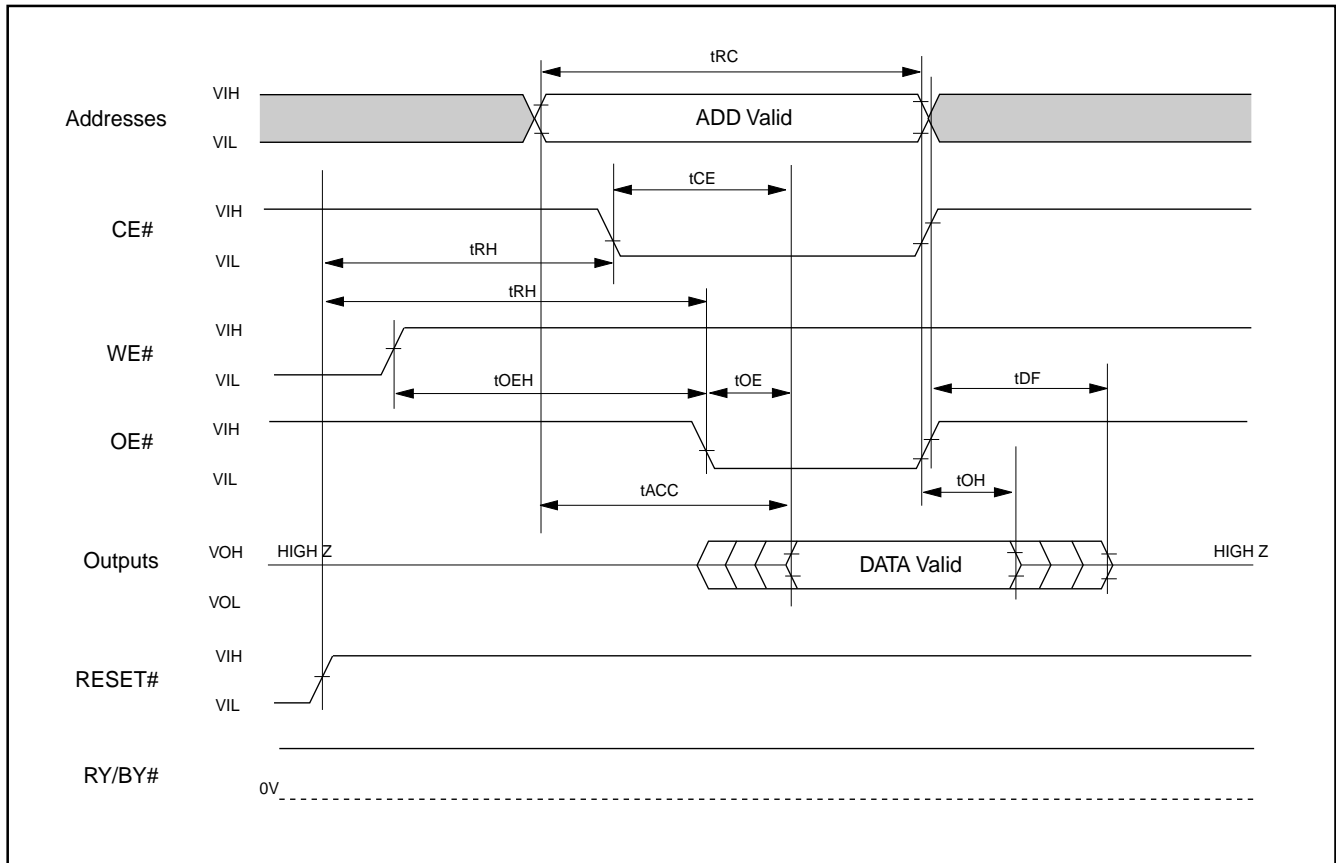 tRC
VIH
Addresses
ADD Valid
VIL
tCE
VIH
CE#
VIL
tRH
tRH
VIH
WE#
VIL
tOEH
tOE
tDF
VIH
OE#
VIL
tACC
tOH
VOH
HIGH Z
Outputs
DATA Valid
HIGH Z
VOL
VIH
RESET#
VIL
RY/BY#
0V